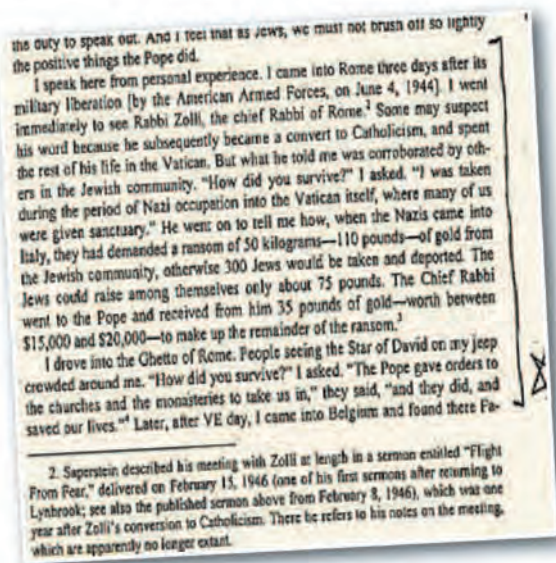 the duty to speak out. And I feel that as Jews, we must not brush off so lightly
the positive things the Pope did.
I speak here from personal experience. I came into Rome three days after its
military liberation [by the American Armed Forces, on June 4, 1944]. I went
immediately to see Rabbi Zolli, the chief Rabbi of Rome.² Some may suspect
his word because he subsequently became a convert to Catholicism, and spent
the rest of his life in the Vatican. But what he told me was corroborated by oth-
ers in the Jewish community. "How did you survive?" I asked. "I was taken
during the period of Nazi occupation into the Vatican itself, where many of us
were given sanctuary." He went on to tell me how, when the Nazis came into
Italy, they had demanded a ransom of 50 kilograms—110 pounds—of gold from
the Jewish community, otherwise 300 Jews would be taken and deported. The
Jews could raise among themselves only about 75 pounds. The Chief Rabbi
went to the Pope and received from him 35 pounds of gold—worth between
$15,000 and $20,000—to make up the remainder of the ransom.³
I drove into the Ghetto of Rome. People seeing the Star of David on my jeep
crowded around me. "How did you survive?" I asked. "The Pope gave orders to
the churches and the monasteries to take us in," they said, "and they did, and
saved our lives."⁴ Later, after VE day, I came into Belgium and found there Fa-
2. Saperstein described his meeting with Zolli at length in a sermon entitled "Flight
From Fear," delivered on February 15, 1946 (one of his first sermons after returning to
Lynbrook; see also the published sermon above from February 8, 1946), which was one
year after Zolli's conversion to Catholicism. There he refers to his notes on the meeting,
which are apparently no longer extant.